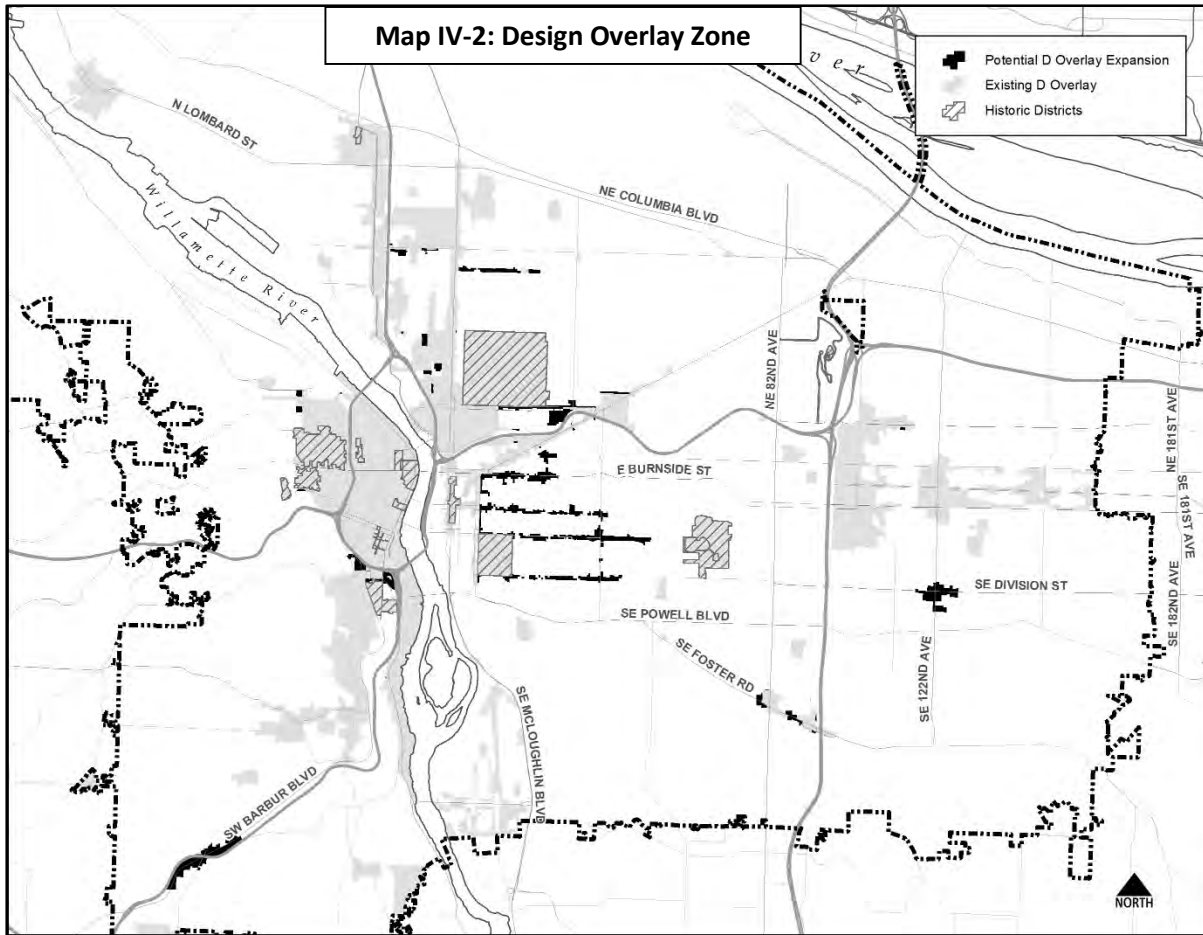 Map IV-2: Design Overlay Zone
ver
Potential D Overlay Expansion
Existing D Overlay
Historic Districts
N LOMBARD ST
NE COLUMBIA BLVD
Willamette River
NE 82ND AVE
NE 181ST AVE
SE 181ST AVE
E BURNSIDE ST
SE DIVISION ST
SE POWELL BLVD
SE 182ND AVE
SE FOSTER RD
SE 122ND AVE
SE MCLOUGHLIN BLVD
SW BARBUR BLVD
NORTH